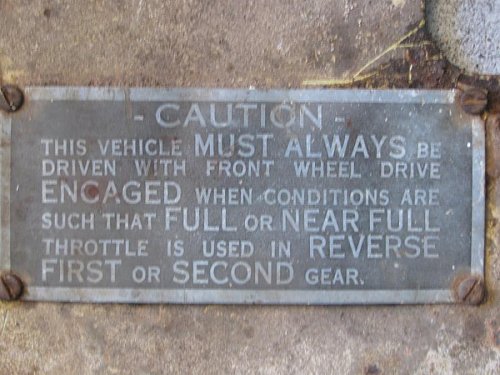 - CAUTION -
THIS VEHICLE MUST ALWAYS BE
DRIVEN WITH FRONT WHEEL DRIVE
ENGAGED WHEN CONDITIONS ARE
SUCH THAT FULL OR NEAR FULL
THROTTLE IS USED IN REVERSE
FIRST OR SECOND GEAR.